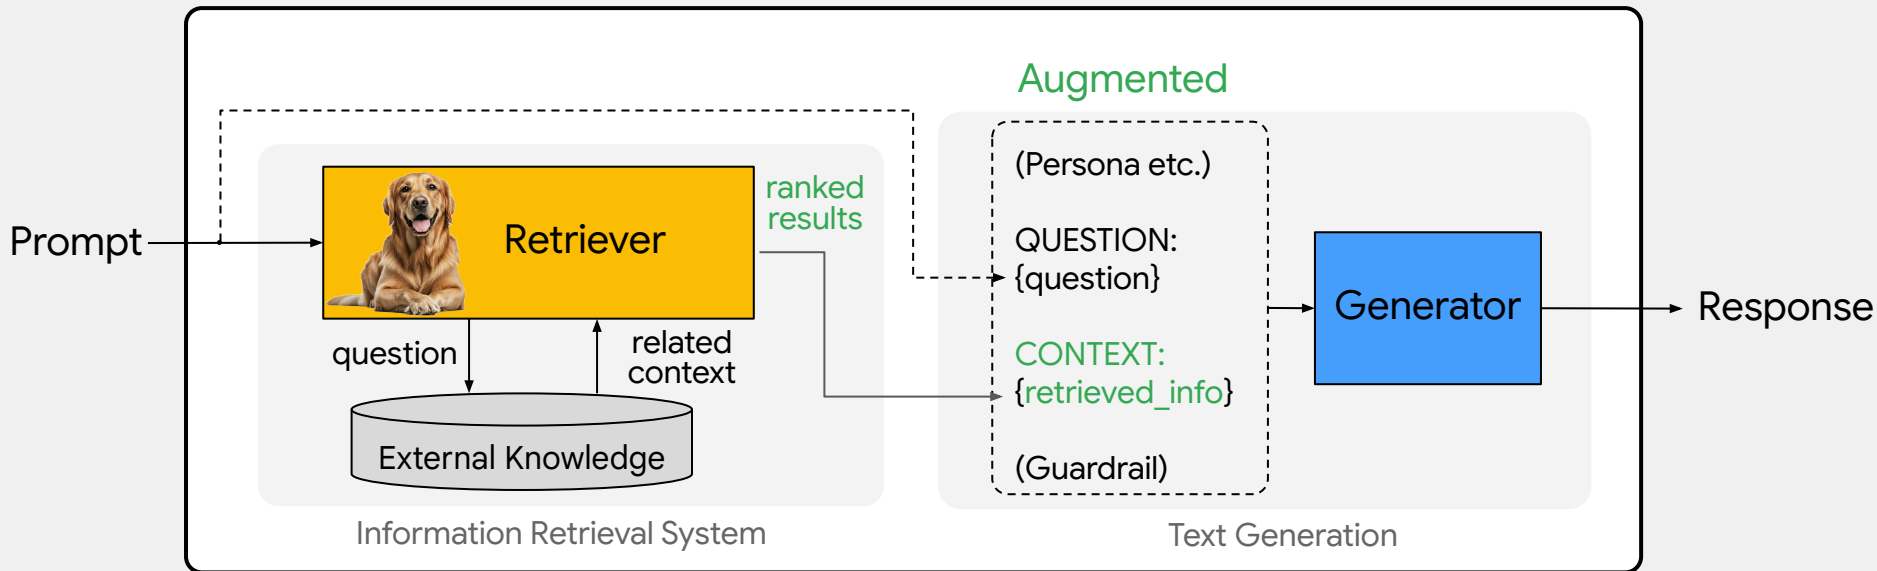 Augmented
Prompt
Retriever
ranked
results
question
related
context
External Knowledge
Information Retrieval System
(Persona etc.)
QUESTION:
{question}
CONTEXT:
{retrieved_info}
(Guardrail)
Generator
Text Generation
Response